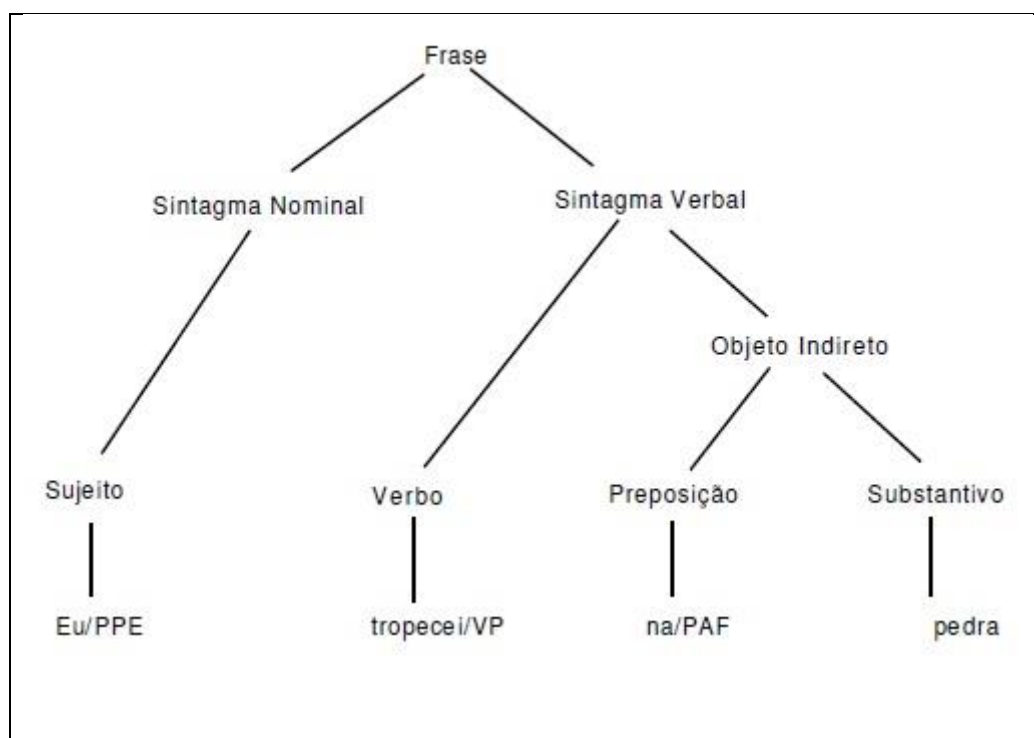 Frase
Sintagma Nominal
Sintagma Verbal
Objeto Indireto
Sujeito
Verbo
Preposição
Substantivo
Eu/PPE
tropecei/VP
na/PAF
pedra